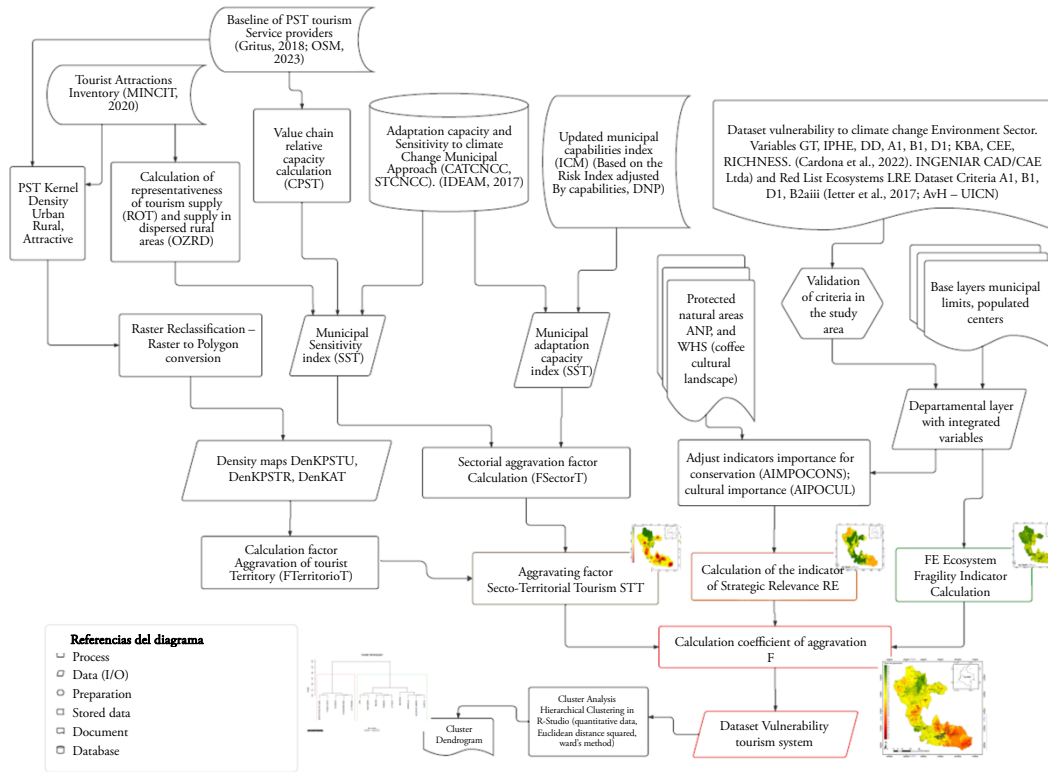 Baseline of PST tourism
Service providers
(Gritus, 2018; OSM,
2023)
Tourist Attractions
Inventory (MINCIT,
2020)
PST Kernel
Density
Urban
Rural,
Attractive
Calculation of
representativeness
of tourism supply
(ROT) and supply in
dispersed rural
areas (OZRD)
Value chain
relative
capacity
calculation
(CPST)
Adaptation capacity and
Sensitivity to climate
Change Municipal
Approach (CATCNCC,
STCNCC). (IDEAM, 2017)
Updated municipal
capabilities index
(ICM) (Based on the
Risk Index adjusted
By capabilities, DNP)
Dataset vulnerability to climate change Environment Sector.
Variables GT, IPHE, DD, A1, B1, D1; KBA, CEE,
RICHNESS. (Cardona et al., 2022). INGENIAR CAD/CAE
Ltda) and Red List Ecosystems LRE Dataset Criteria A1, B1,
D1, B2aiii (Ietter et al., 2017; AvH – UICN)
Raster Reclassification –
Raster to Polygon
conversion
Municipal
Sensitivity
index (SST)
Municipal
adaptation
capacity
index (SST)
Protected
natural areas
ANP, and
WHS (coffee
cultural
landscape)
Validation
of criteria in
the study
area
Base layers municipal
limits, populated
centers
Departamental layer
with integrated
variables
Density maps DenKPSTU,
DenKPSTR, DenKAT
Sectorial aggravation factor
Calculation (FSectorT)
Adjust indicators importance for
conservation (AIMPOCONS);
cultural importance (AIPOCUL)
Calculation factor
Aggravation of tourist
Territory (FTerritorioT)
Aggravating factor
Secto-Territorial Tourism STT
Calculation of the indicator
of Strategic Relevance RE
FE Ecosystem
Fragility Indicator
Calculation
Calculation coefficient of aggravation
F
Referencias del diagrama
Process
Data (I/O)
Preparation
Stored data
Document
Database
Cluster
Dendrogram
Cluster Analysis
Hierarchical Clustering in
R-Studio (quantitative data,
Euclidean distance squared,
ward's method)
Dataset Vulnerability
tourism system